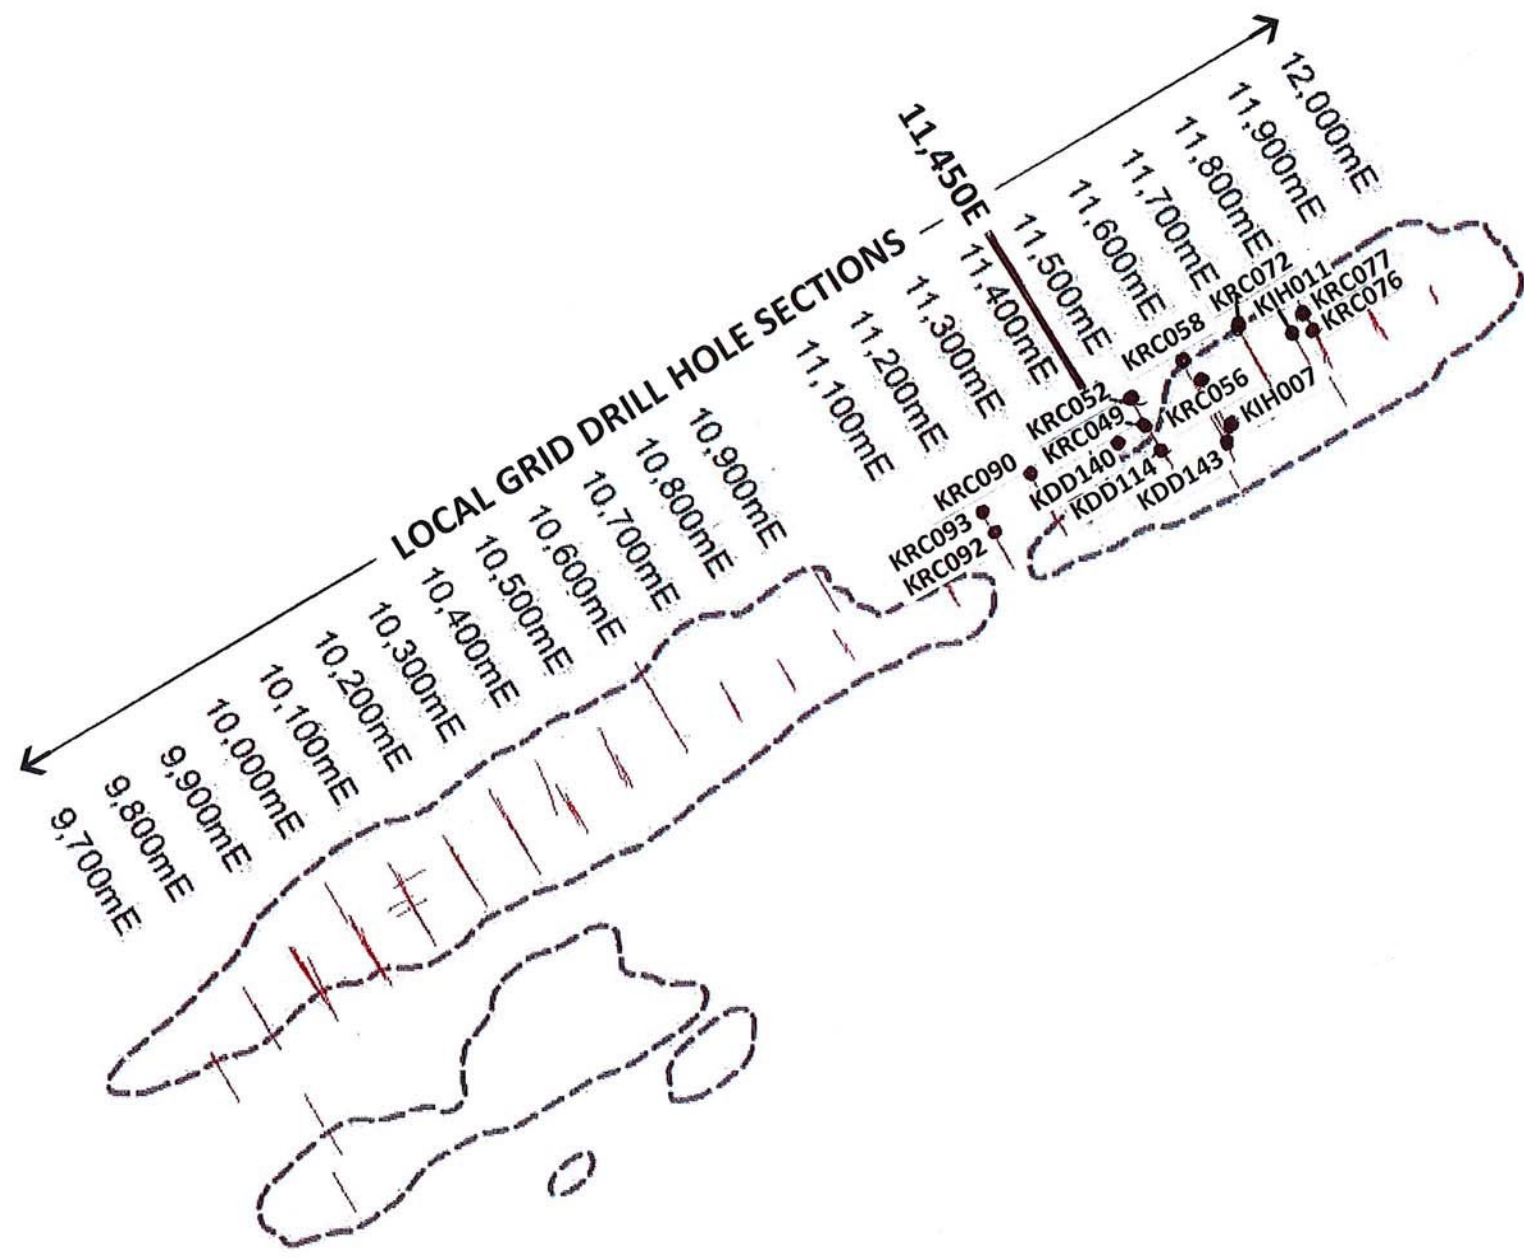 12,000mE
11,900mE
11,800mE
11,700mE
11,600mE
11,500mE
11,450E
11,400mE
11,300mE
11,200mE
11,100mE
LOCAL GRID DRILL HOLE SECTIONS
10,900mE
10,800mE
10,700mE
10,600mE
10,500mE
10,400mE
10,300mE
10,200mE
10,100mE
10,000mE
9,900mE
9,800mE
9,700mE
KRC072
KIH011
KRC077
KRC076
KRC058
KRC056
KIH007
KRC052
KRC049
KDD140
KDD114
KDD143
KRC090
KRC093
KRC092